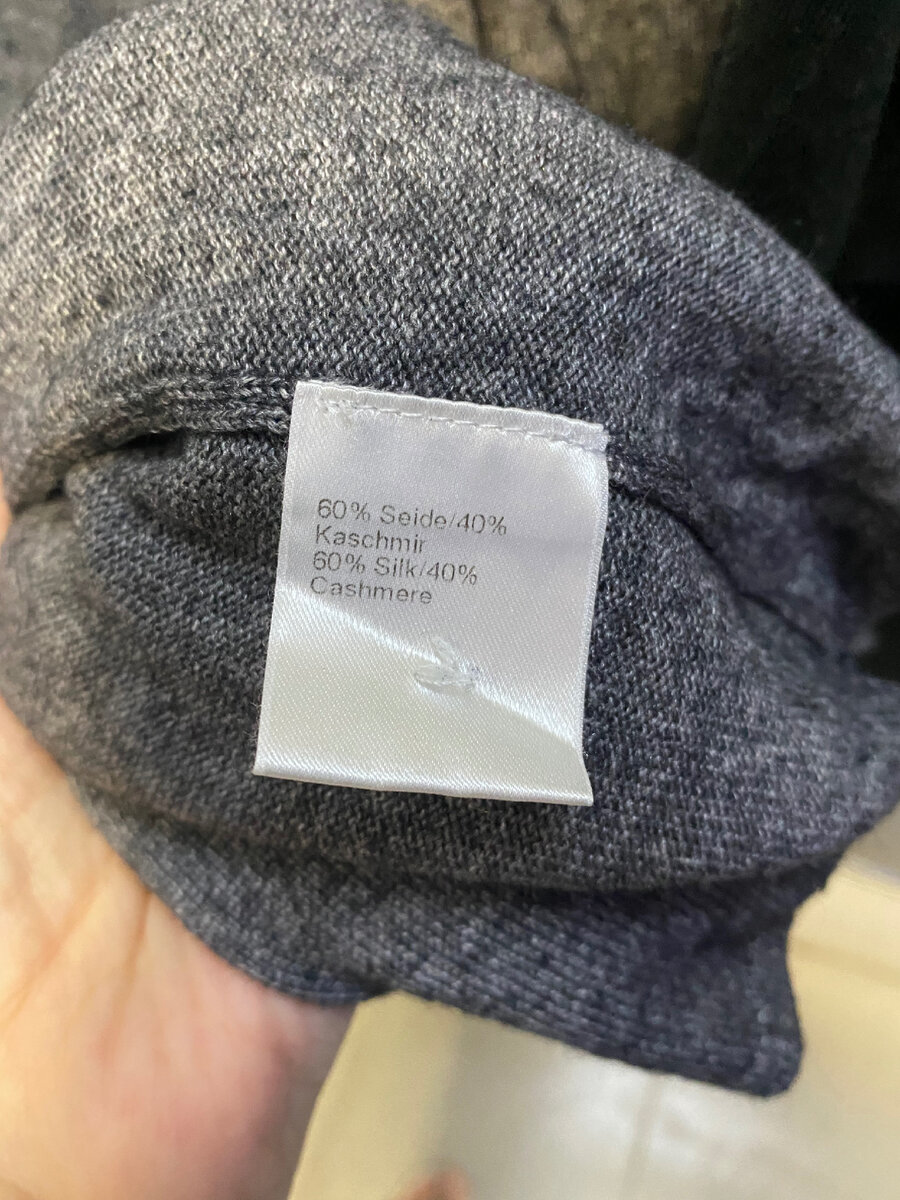 60% Seide/40%
Kaschmir
60% Silk/40%
Cashmere